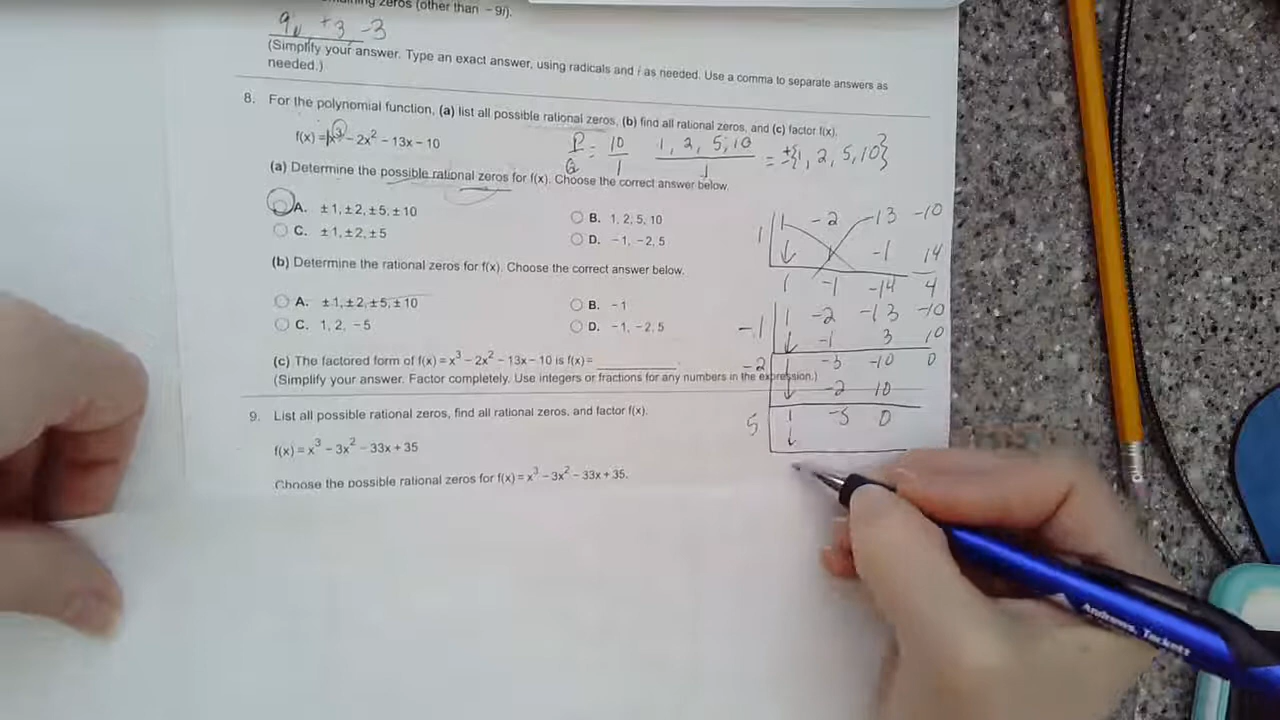 zeros (other than − 9i).
9i, +3, -3
(Simplify your answer. Type an exact answer, using radicals and i as needed. Use a comma to separate answers as
needed.)
8. For the polynomial function, (a) list all possible rational zeros, (b) find all rational zeros, and (c) factor f(x).
f(x) = x³ − 2x² − 13x − 10
P/Q = 10/1 1, 2, 5, 10/1 = ±{1, 2, 5, 10}
(a) Determine the possible rational zeros for f(x). Choose the correct answer below.
A. ± 1, ± 2, ± 5, ± 10
B. 1, 2, 5, 10
C. ± 1, ± 2, ± 5
D. − 1, − 2, 5
(b) Determine the rational zeros for f(x). Choose the correct answer below.
A. ± 1, ± 2, ± 5, ± 10
B. − 1
C. 1, 2, − 5
D. − 1, − 2, 5
(c) The factored form of f(x) = x³ − 2x² − 13x − 10 is f(x) = ________.
(Simplify your answer. Factor completely. Use integers or fractions for any numbers in the expression.)
1 | 1 -2 -13 -10
1 -1 14
1 -1 -14 4
-1 | 1 -2 -13 -10
-1 3 10
-2 | 1 -3 -10 0
-2 10
5 | 1 -5 0
9. List all possible rational zeros, find all rational zeros, and factor f(x).
f(x) = x³ − 3x² − 33x + 35
Choose the possible rational zeros for f(x) = x³ − 3x² − 33x + 35.
Andrews, Tackett